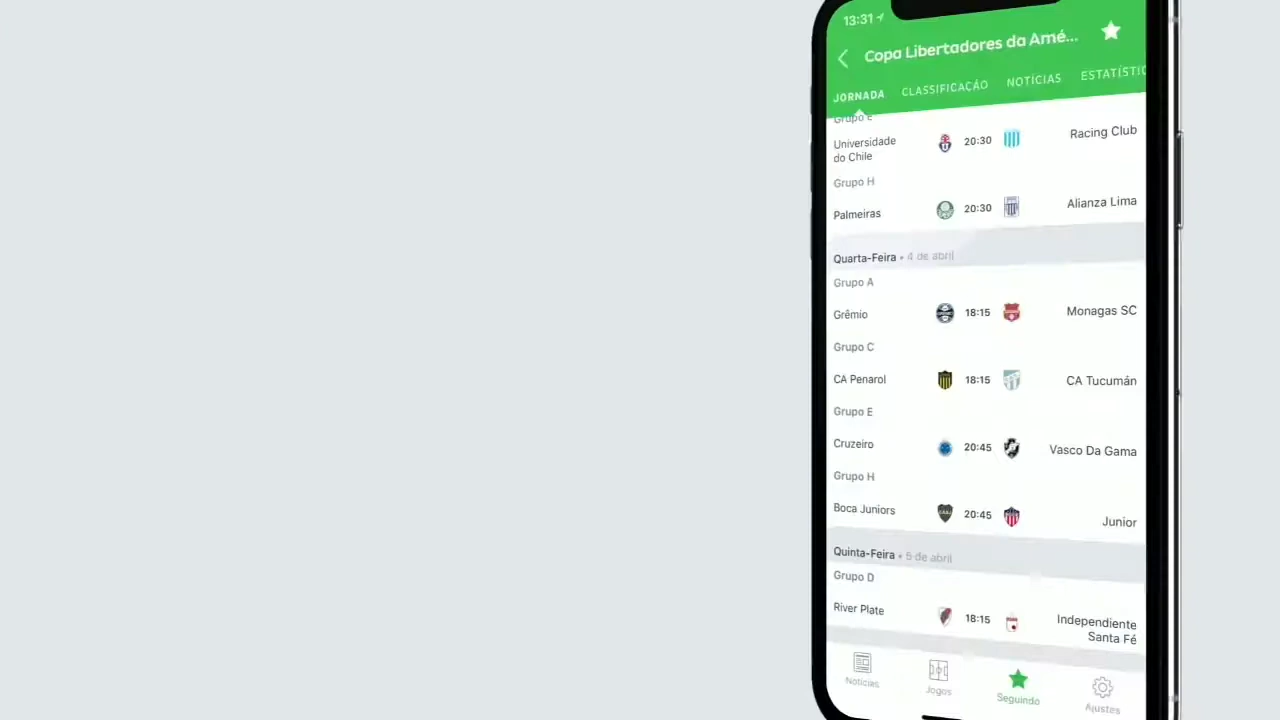 13:31
Copa Libertadores da Amé...
JORNADA CLASSIFICAÇÃO NOTÍCIAS ESTATÍSTIC
Grupo E
Universidade
do Chile
20:30
Racing Club
Grupo H
Palmeiras 20:30 Alianza Lima
Quarta-Feira • 4 de abril
Grupo A
Grêmio 18:15 Monagas SC
Grupo C
CA Penarol 18:15 CA Tucumán
Grupo E
Cruzeiro 20:45 Vasco Da Gama
Grupo H
Boca Juniors 20:45 Junior
Quinta-Feira • 5 de abril
Grupo D
River Plate 18:15 Independente
Santa Fé
Notícias Jogos Seguindo Ajustes